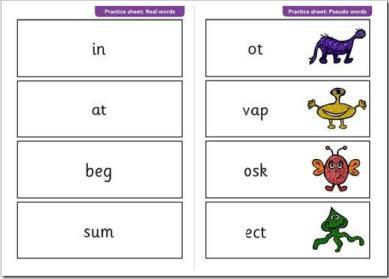 Practice sheet: Real words
in
at
beg
sum
Practice sheet: Pseudo words
ot
vap
osk
ect